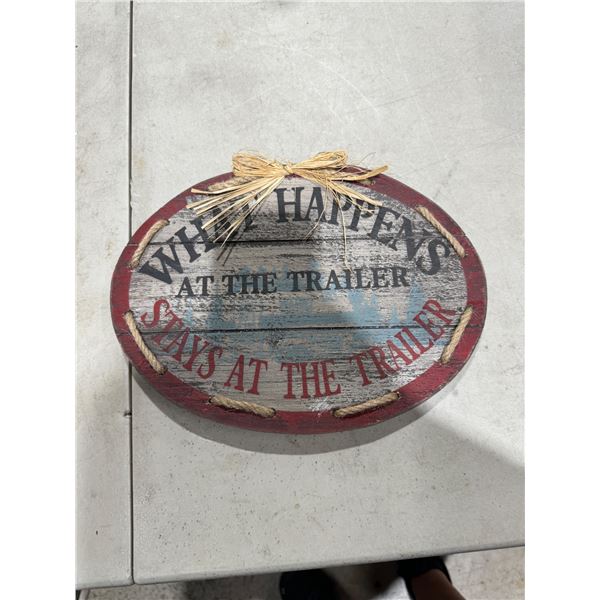 WHAT HAPPENS
AT THE TRAILER
STAYS AT THE TRAILER